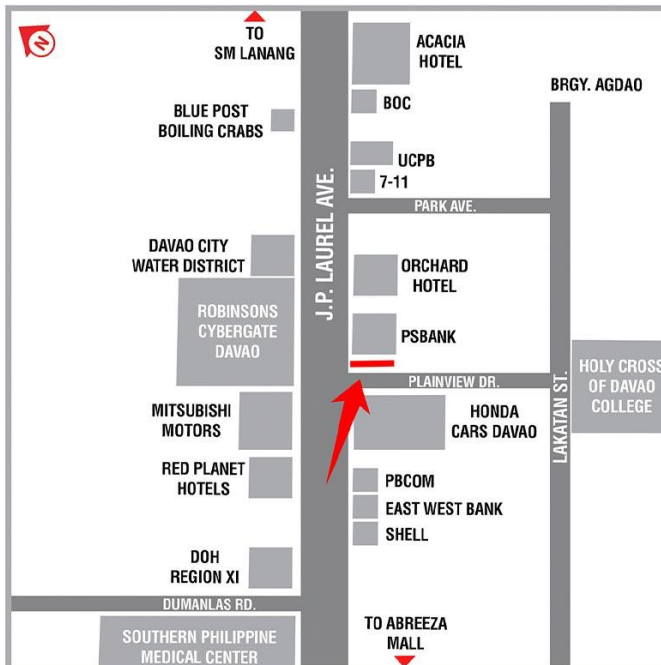 N
TO
SM LANANG
ACACIA
HOTEL
BRGY. AGDAO
BLUE POST
BOILING CRABS
BOC
UCPB
7-11
PARK AVE.
J.P. LAUREL AVE.
DAVAO CITY
WATER DISTRICT
ORCHARD
HOTEL
ROBINSONS
CYBERGATE
DAVAO
PSBANK
PLAINVIEW DR.
HOLY CROSS
OF DAVAO
COLLEGE
LAKATAN ST.
MITSUBISHI
MOTORS
HONDA
CARS DAVAO
RED PLANET
HOTELS
PBCOM
EAST WEST BANK
SHELL
DOH
REGION XI
DUMANLAS RD.
SOUTHERN PHILIPPINE
MEDICAL CENTER
TO ABREEZA
MALL